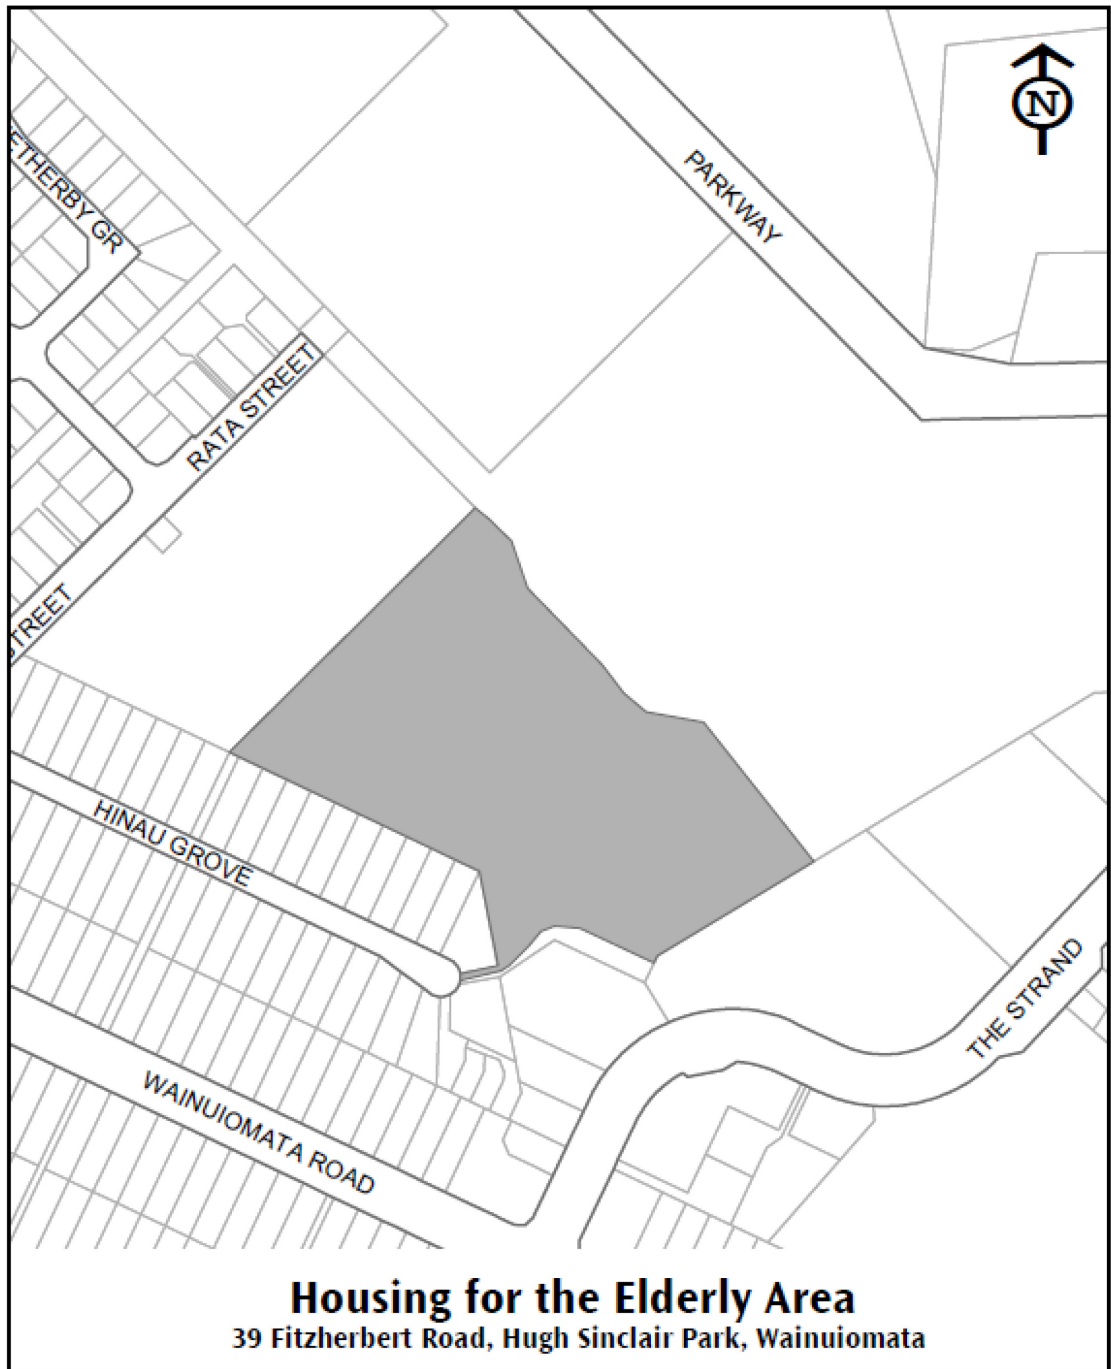 N
PARKWAY
ETHERBY GR
RATA STREET
STREET
HINAU GROVE
THE STRAND
WAINUIOMATA ROAD
Housing for the Elderly Area
39 Fitzherbert Road, Hugh Sinclair Park, Wainuiomata